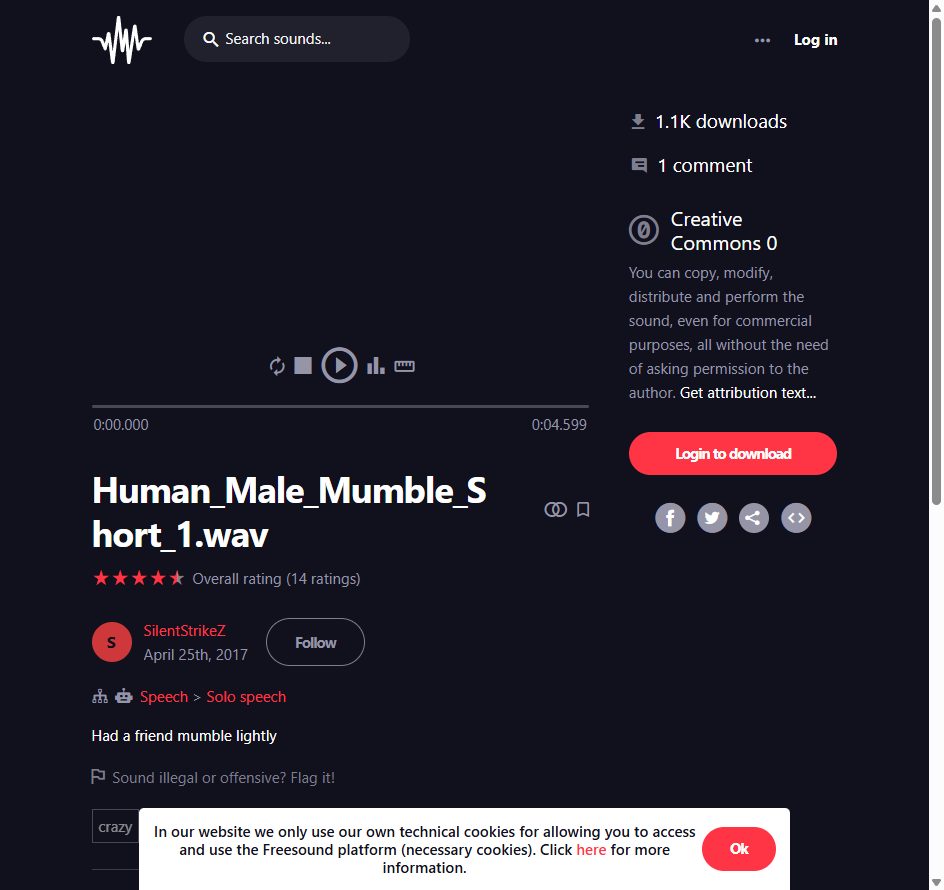 Search sounds...
Log in
1.1K downloads
1 comment
Creative
Commons 0
You can copy, modify,
distribute and perform the
sound, even for commercial
purposes, all without the need
of asking permission to the
author. Get attribution text...
Login to download
0:00.000
0:04.599
Human_Male_Mumble_S
hort_1.wav
Overall rating (14 ratings)
S
SilentStrikeZ
April 25th, 2017
Follow
Speech > Solo speech
Had a friend mumble lightly
Sound illegal or offensive? Flag it!
crazy
In our website we only use our own technical cookies for allowing you to access
and use the Freesound platform (necessary cookies). Click here for more
information.
Ok